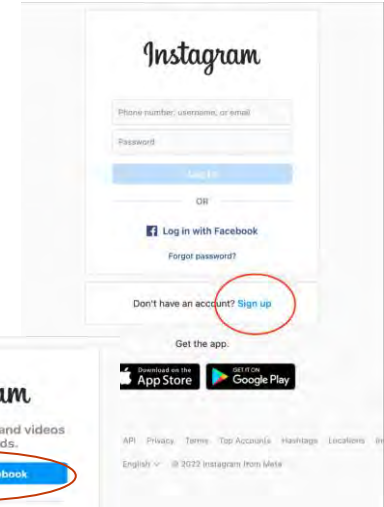 Instagram
Phone number, username, or email
Password
Log In
OR
Log in with Facebook
Forgot password?
Don't have an account? Sign up
Get the app.
Download on the App Store
GET IT ON Google Play
am
and videos
ds.
ebook
API Privacy Terms Top Accounts Hashtags Locations
English © 2022 Instagram from Meta